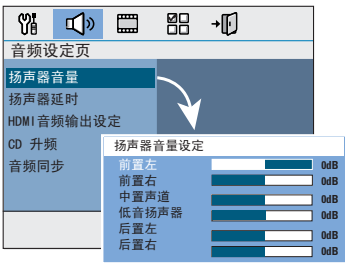 音频设定页
扬声器音量
扬声器延时
HDMI音频输出设定
CD 升频
音频同步
扬声器音量设定
前置左 0dB
前置右 0dB
中置声道 0dB
低音扬声器 0dB
后置左 0dB
后置右 0dB